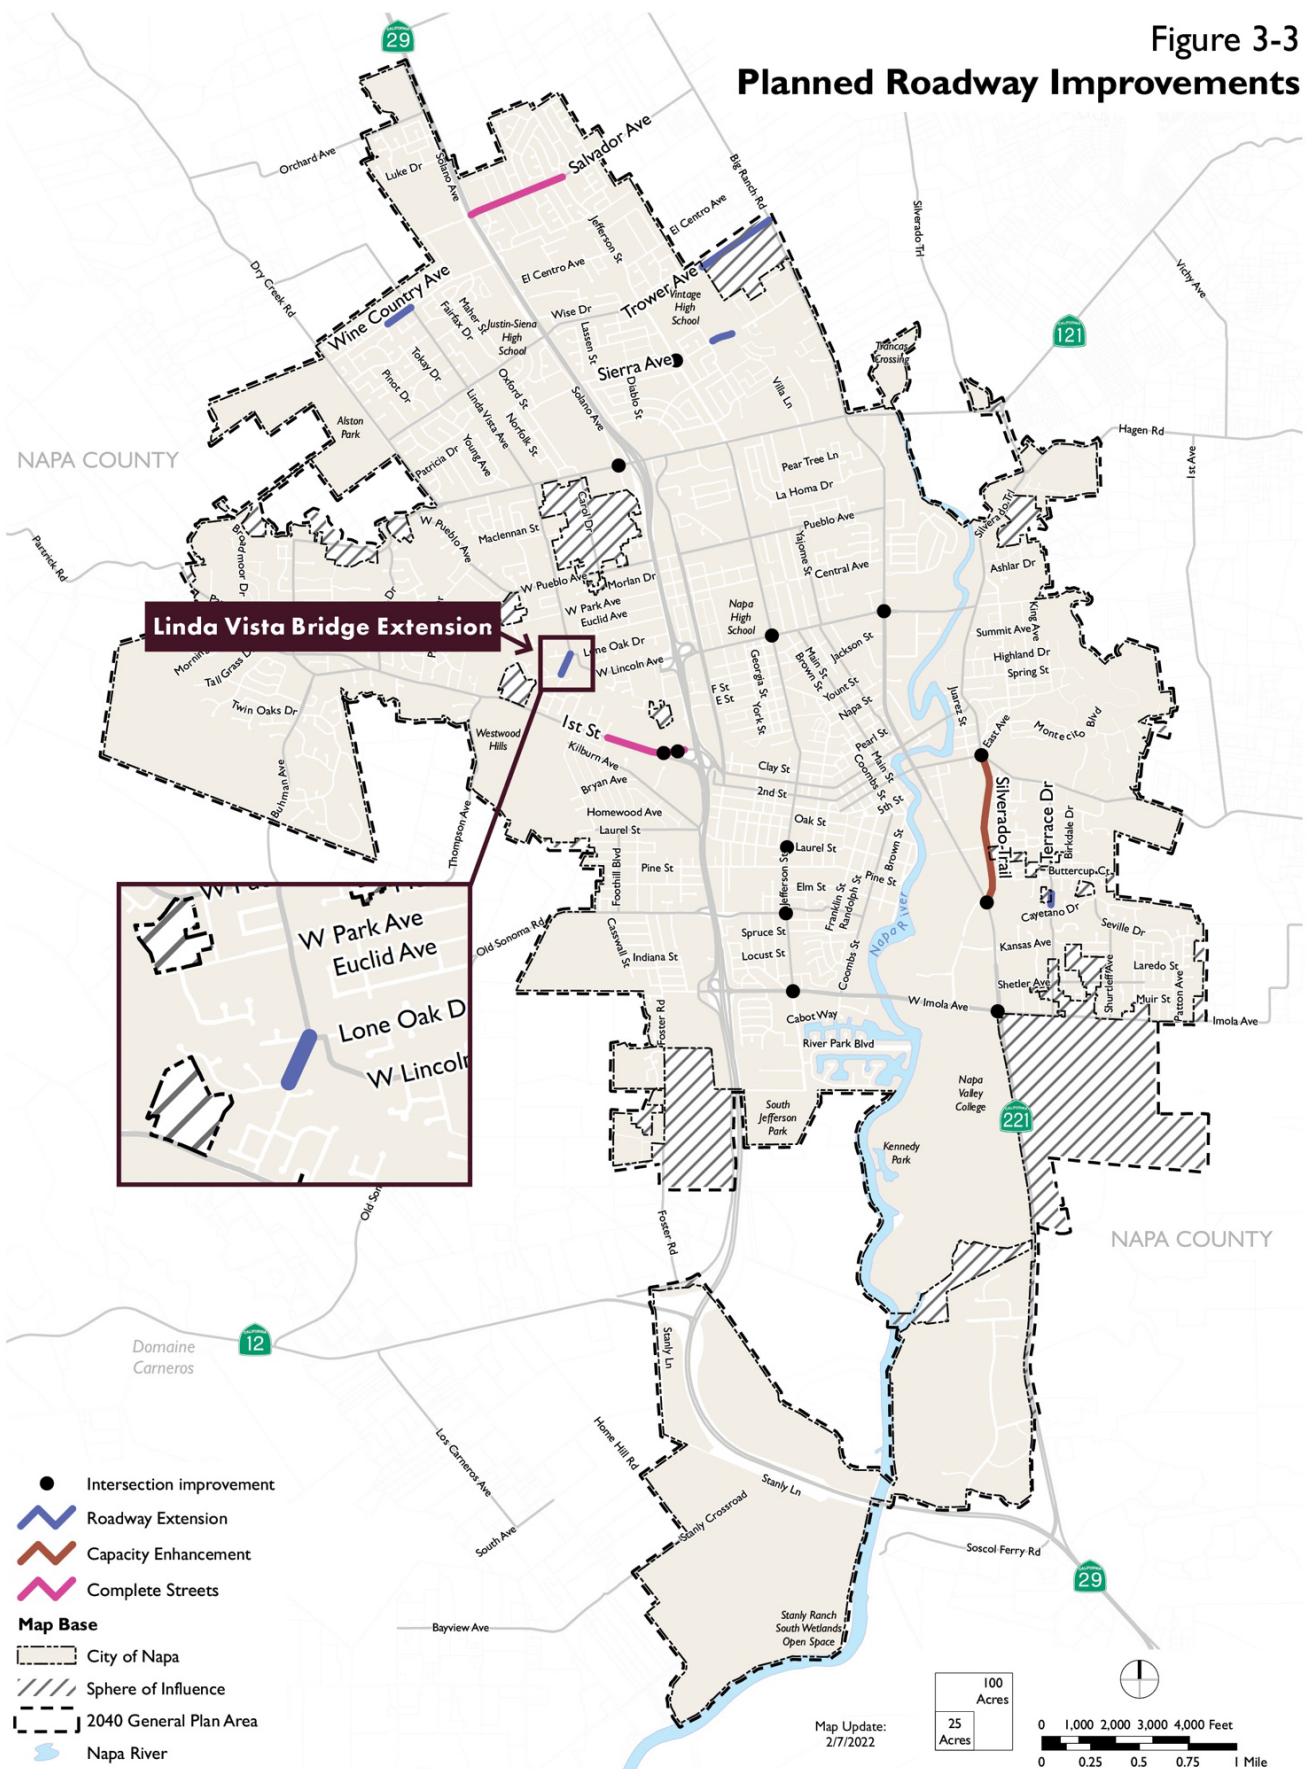 Figure 3-3
Planned Roadway Improvements
CALIFORNIA
29
Orchard Ave
Luke Dr
Solano Ave
Salvador Ave
Big Ranch Rd
El Centro Ave
Silverado Trl
Vichy Ave
Dry Creek Rd
Jefferson St
El Centro Ave
Trower Ave
Wine Country Ave
Maher St
Fairfax Dr
Justin-Siena
High
School
Wise Dr
Vintage
High
School
Lassen St
Sierra Ave
Diablo St
Trancas
Crossing
CALIFORNIA
121
Tokay Dr
Pinot Dr
Oxford St
Norfolk St
Linda Vista Ave
Solano Ave
Villa Ln
Alston
Park
Young Ave
Patricia Dr
NAPA COUNTY
Hagen Rd
1st Ave
Pear Tree Ln
La Homa Dr
Pueblo Ave
Yajome St
Central Ave
Silverado Trl
Carol Dr
Maclennan St
W Pueblo Ave
Broadmoor Dr
Partrick Rd
Dr
W Pueblo Ave
Morlan Dr
Ashlar Dr
W Park Ave
Euclid Ave
Napa
High
School
King Ave
Linda Vista Bridge Extension
Lone Oak Dr
W Lincoln Ave
Summit Ave
Highland Dr
Spring St
Morning
Tall Grass D
Twin Oaks Dr
Main St
Brown St
Jackson St
Yount St
Napa St
Georgia St
York St
F St
E St
Juarez St
East Ave
Montecito Blvd
Westwood
Hills
1st St
Kilburn Ave
Bryan Ave
Pearl St
Main St
Coombs St
5th St
Clay St
2nd St
Buhman Ave
Thompson Ave
Homewood Ave
Laurel St
Oak St
Laurel St
Silverado Trail
Terrace Dr
Birkdale Dr
Foothill Blvd
Pine St
Jefferson St
Elm St
Franklin St
Randolph St
Brown St
Pine St
Buttercup Ct
Cayetano Dr
Seville Dr
W Park Ave
Euclid Ave
Lone Oak D
W Lincoln
Old Sonoma Rd
Casswall St
Indiana St
Spruce St
Locust St
Coombs St
Napa River
Kansas Ave
Shetler Ave
Shurtleff Ave
Laredo St
Muir St
Patton Ave
Imola Ave
W Imola Ave
Foster Rd
Cabot Way
River Park Blvd
Napa
Valley
College
CALIFORNIA
221
South
Jefferson
Park
Kennedy
Park
Old Son
Foster Rd
NAPA COUNTY
CALIFORNIA
12
Domaine
Carneros
Stanly Ln
Los Carneros Ave
Home Hill Rd
Stanly Ln
Stanly Crossroad
South Ave
Soscol Ferry Rd
CALIFORNIA
29
Bayview Ave
Stanly Ranch
South Wetlands
Open Space
Intersection improvement
Roadway Extension
Capacity Enhancement
Complete Streets
Map Base
City of Napa
Sphere of Influence
2040 General Plan Area
Napa River
Map Update:
2/7/2022
100
Acres
25
Acres
0 1,000 2,000 3,000 4,000 Feet
0 0.25 0.5 0.75 1 Mile